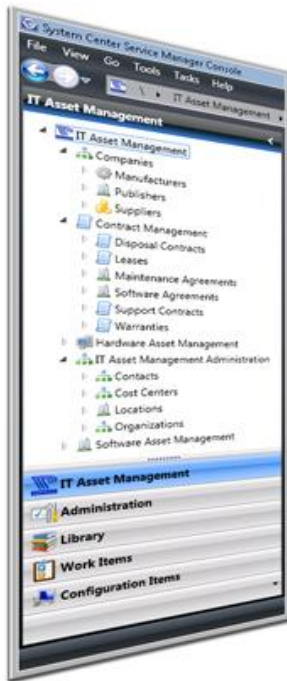 System Center Service Manager Console
File View Go Tools Tasks Help
\ ▸ IT Asset Management ▸
IT Asset Management
IT Asset Management
Companies
Manufacturers
Publishers
Suppliers
Contract Management
Disposal Contracts
Leases
Maintenance Agreements
Software Agreements
Support Contracts
Warranties
Hardware Asset Management
IT Asset Management Administration
Contacts
Cost Centers
Locations
Organizations
Software Asset Management
IT Asset Management
Administration
Library
Work Items
Configuration Items